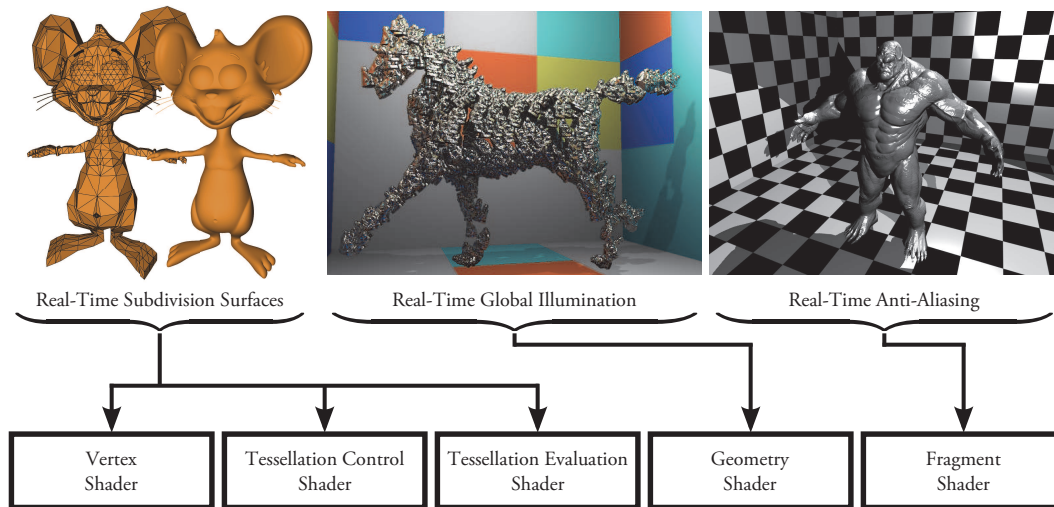 Real-Time Subdivision Surfaces
Real-Time Global Illumination
Real-Time Anti-Aliasing
Vertex
Shader
Tessellation Control
Shader
Tessellation Evaluation
Shader
Geometry
Shader
Fragment
Shader